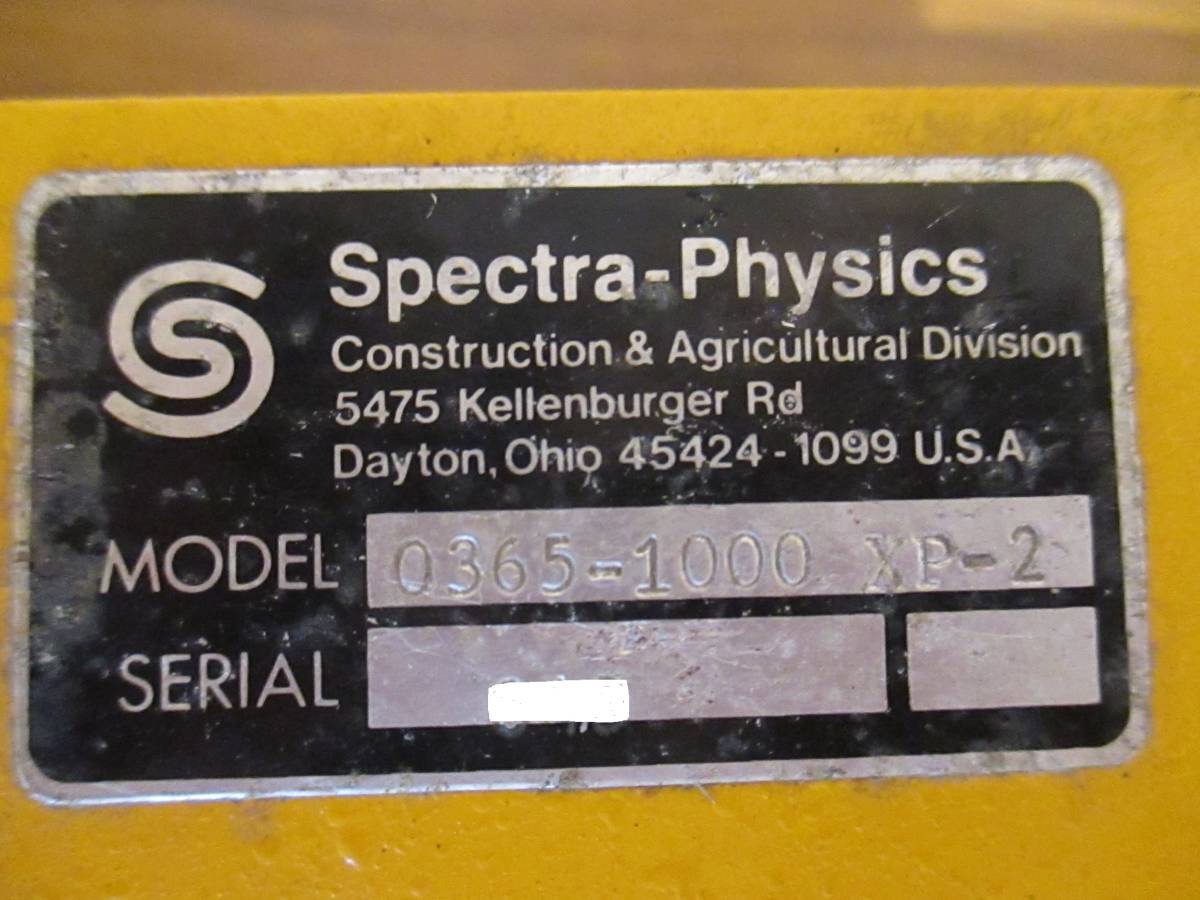 Spectra-Physics
Construction & Agricultural Division
5475 Kellenburger Rd
Dayton, Ohio 45424-1099 U.S.A
MODEL 0365-1000 XP-2
SERIAL